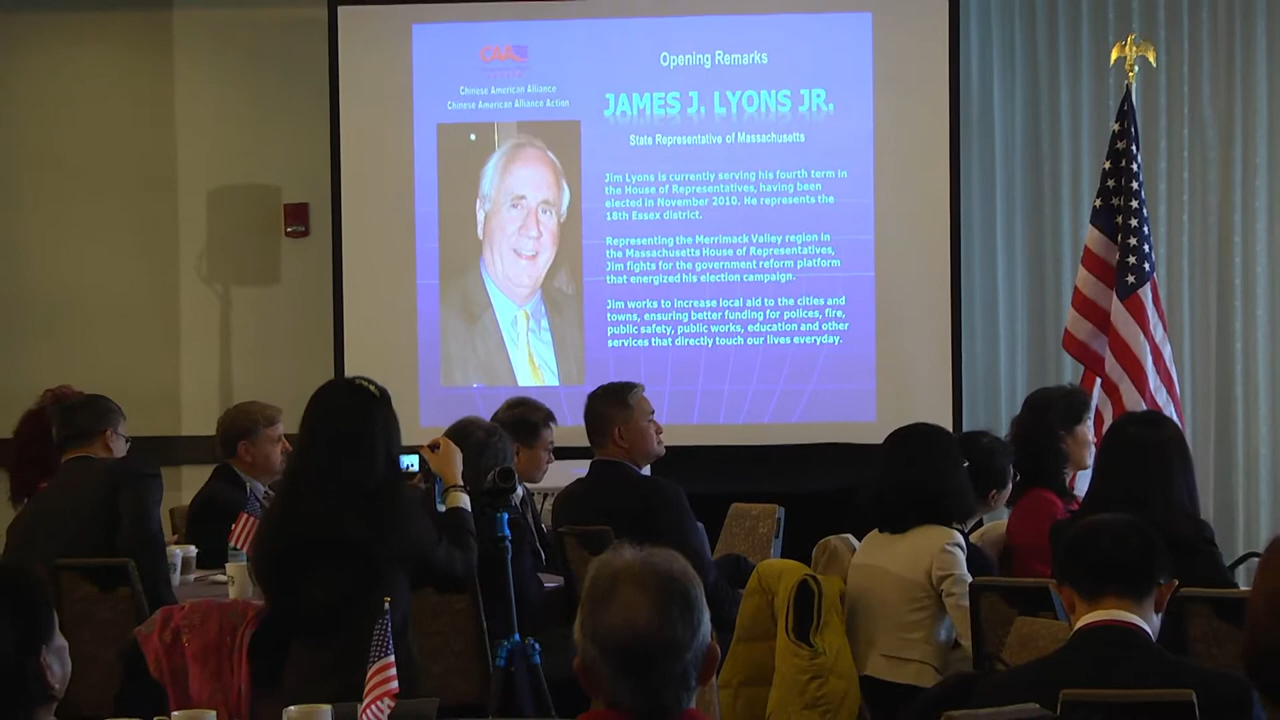 CAA
Chinese American Alliance
Chinese American Alliance Action
Opening Remarks
JAMES J. LYONS JR.
State Representative of Massachusetts
Jim Lyons is currently serving his fourth term in
the House of Representatives, having been
elected in November 2010. He represents the
18th Essex district.
Representing the Merrimack Valley region in
the Massachusetts House of Representatives,
Jim fights for the government reform platform
that energized his election campaign.
Jim works to increase local aid to the cities and
towns, ensuring better funding for polices, fire,
public safety, public works, education and other
services that directly touch our lives everyday.